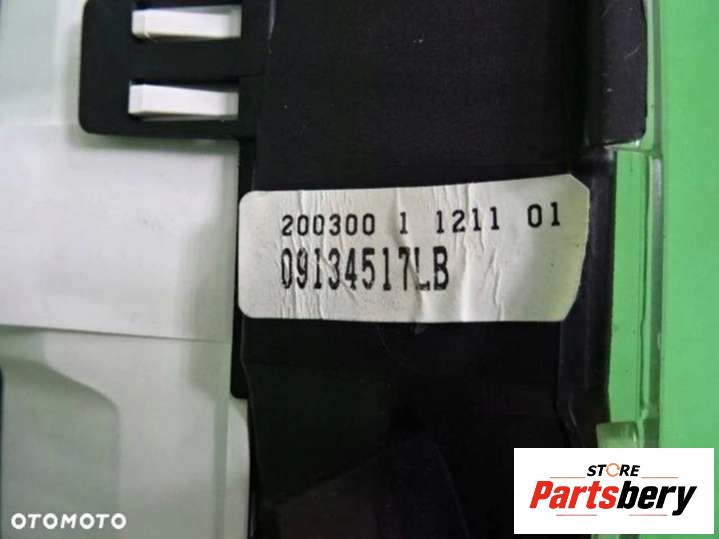 200300 1 1211 01
09134517LB
STORE
Partsbery
OTOMOTO